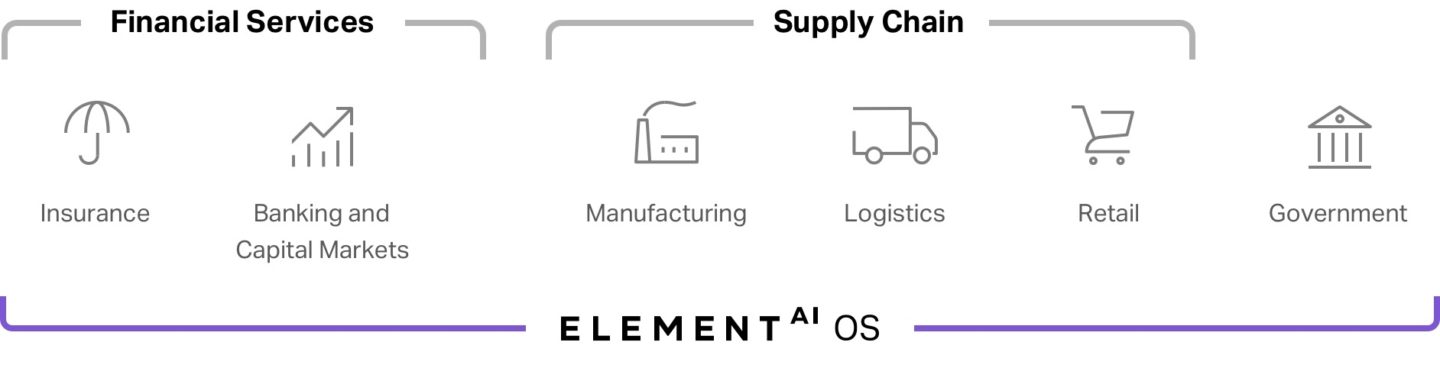 Financial Services
Supply Chain
Insurance
Banking and
Capital Markets
Manufacturing
Logistics
Retail
Government
ELEMENT AI OS